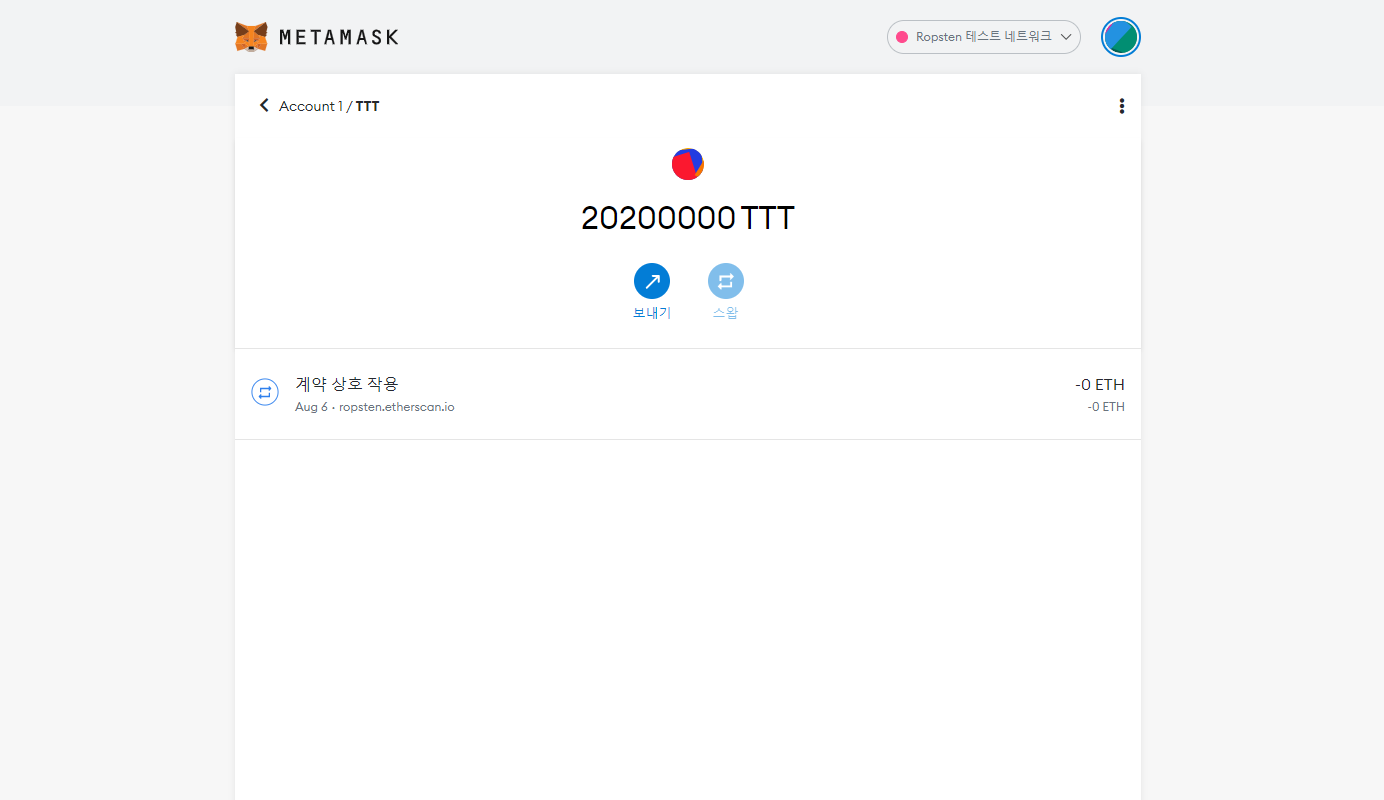 METAMASK
Ropsten 테스트 네트워크
Account 1 / TTT
20200000 TTT
보내기
스왑
계약 상호 작용
-0 ETH
Aug 6 · ropsten.etherscan.io
-0 ETH